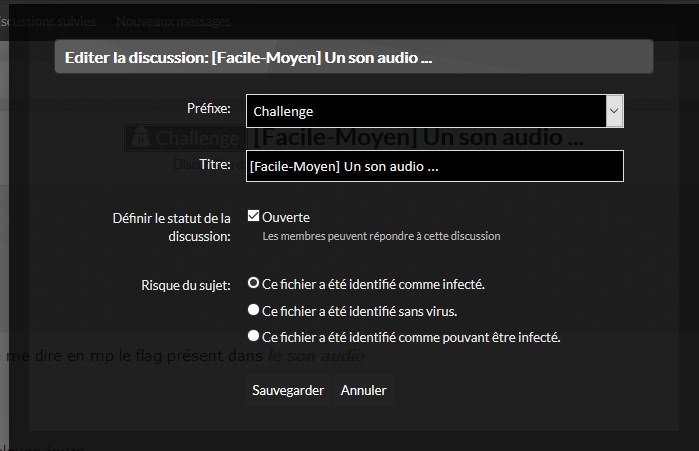 scussions suivies Nouveaux messages
Editer la discussion: [Facile-Moyen] Un son audio ...
Préfixe: Challenge
Challenge [Facile-Moyen] Un son audio ...
Titre: [Facile-Moyen] Un son audio ...
Définir le statut de la discussion:
Ouverte
Les membres peuvent répondre à cette discussion
Risque du sujet:
Ce fichier a été identifié comme infecté.
Ce fichier a été identifié sans virus.
Ce fichier a été identifié comme pouvant être infecté.
me dire en mp le flag présent dans le son audio
Sauvegarder Annuler